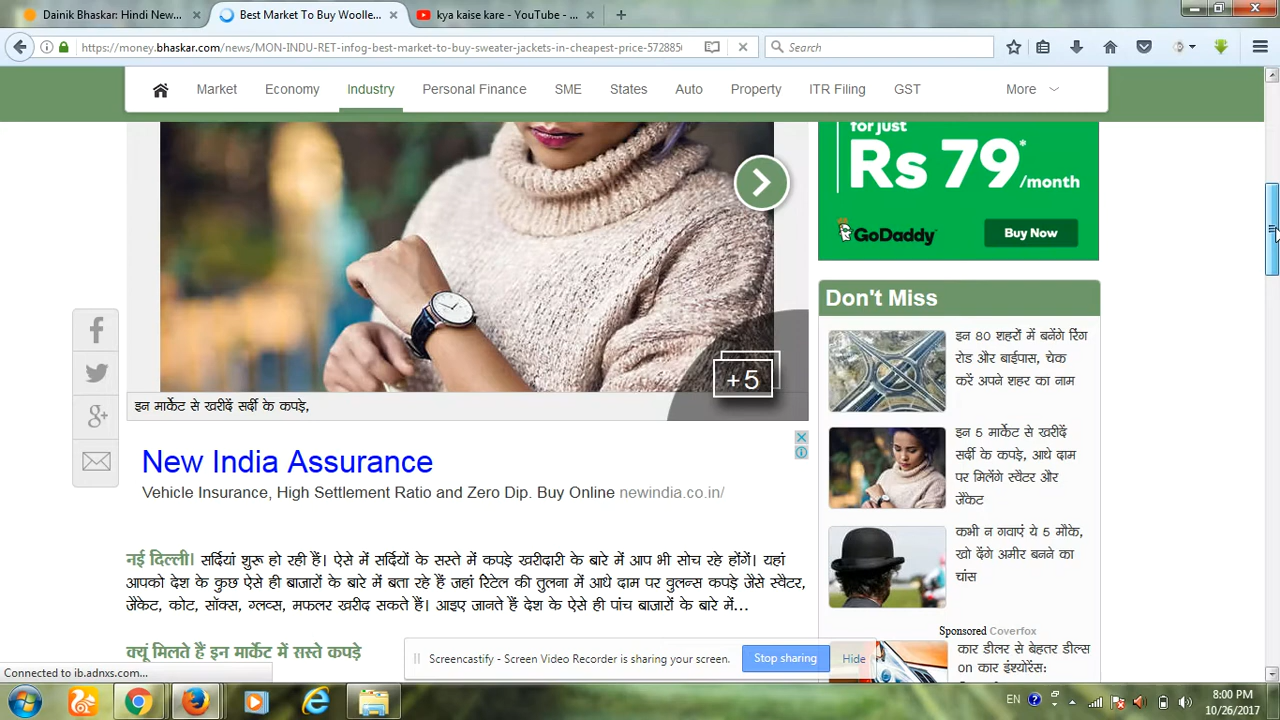 Dainik Bhaskar: Hindi New...
Best Market To Buy Woolle...
kya kaise kare - YouTube - ...
https://money.bhaskar.com/news/MON-INDU-RET-infog-best-market-to-buy-sweater-jackets-in-cheapest-price-572885
Search
Market Economy Industry Personal Finance SME States Auto Property ITR Filing GST More
for just
Rs 79*
/month
GoDaddy
Buy Now
+5
इन मार्केट से खरीदें सर्दी के कपड़े,
New India Assurance
Vehicle Insurance, High Settlement Ratio and Zero Dip. Buy Online newindia.co.in/
नई दिल्ली। सर्दियां शुरू हो रही हैं। ऐसे में सर्दियों के सस्ते में कपड़े खरीदारी के बारे में आप भी सोच रहे होंगे। यहां
आपको देश के कुछ ऐसे ही बाजारों के बारे में बता रहे हैं जहां रिटेल की तुलना में आधे दाम पर वुलन्स कपड़े जैसे स्वैटर,
जैकेट, कोट, सॉक्स, ग्लव्स, मफलर खरीद सकते हैं। आइए जानते हैं देश के ऐसे ही पांच बाजारों के बारे में...
क्यूं मिलते हैं इन मार्केट में सस्ते कपड़े
Don't Miss
इन 80 शहरों में बनेंगे रिंग
रोड और बाईपास, चेक
करें अपने शहर का नाम
इन 5 मार्केट से खरीदें
सर्दी के कपड़े, आधे दाम
पर मिलेंगे स्वैटर और
जैकेट
कभी न गवाएं ये 5 मौके,
खो देंगे अमीर बनने का
चांस
Sponsored Coverfox
कार डीलर से बेहतर डील्स
on कार इंश्योरेंस:
Screencastify - Screen Video Recorder is sharing your screen.
Stop sharing
Hide
Connected to ib.adnxs.com...
EN
8:00 PM
10/26/2017